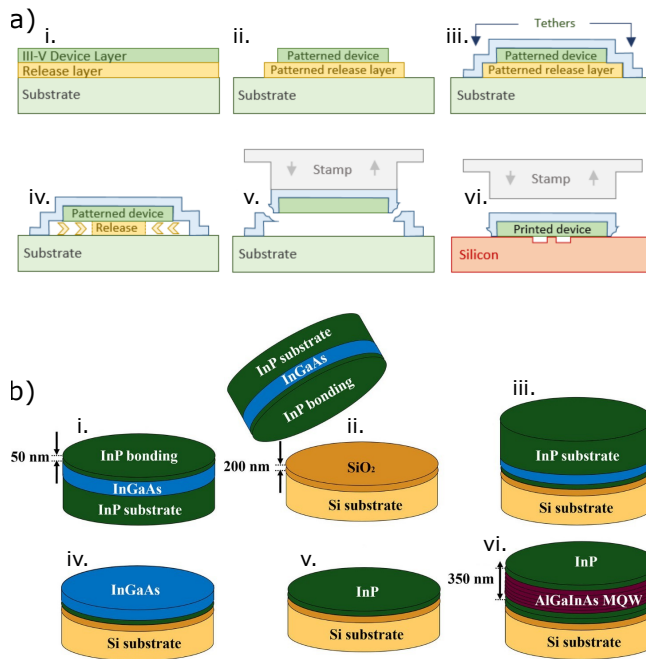 a)
i.
III-V Device Layer
Release layer
Substrate
ii.
Patterned device
Patterned release layer
Substrate
iii.
Tethers
Patterned device
Patterned release layer
Substrate
iv.
Patterned device
Release
Substrate
v.
Stamp
Substrate
vi.
Stamp
Printed device
Silicon
b)
i.
50 nm
InP bonding
InGaAs
InP substrate
InP substrate
InGaAs
InP bonding
ii.
200 nm
SiO₂
Si substrate
iii.
InP substrate
Si substrate
iv.
InGaAs
Si substrate
v.
InP
Si substrate
vi.
350 nm
InP
AlGaInAs MQW
Si substrate